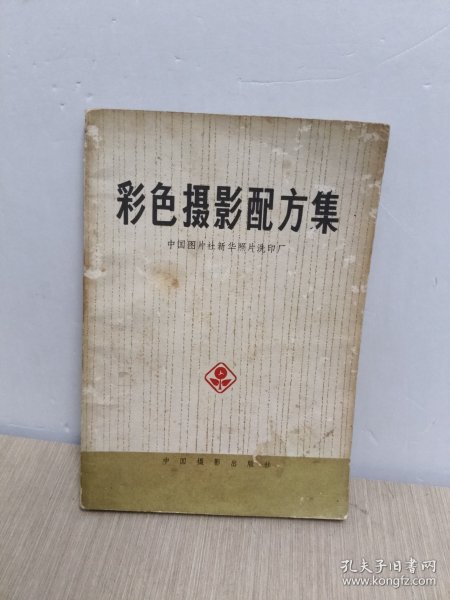 彩色摄影配方集
中国图片社新华照片洗印厂
中国摄影出版社
孔夫子旧书网
www.kongfz.com